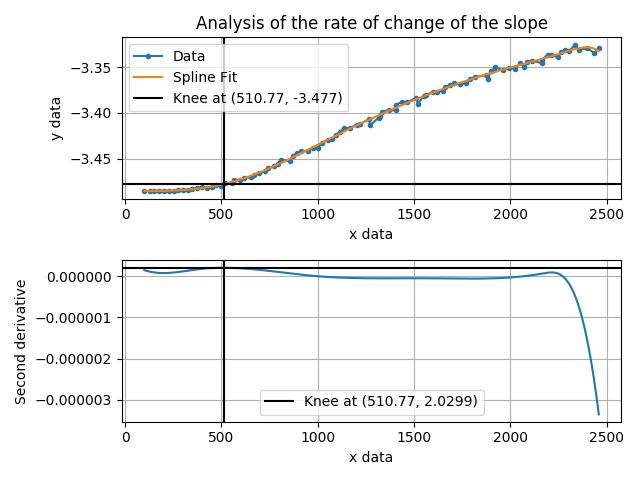 Analysis of the rate of change of the slope
Data
Spline Fit
Knee at (510.77, -3.477)
y data
−3.35
−3.40
−3.45
0 500 1000 1500 2000 2500
x data
Second derivative
0.000000
−0.000001
−0.000002
−0.000003
Knee at (510.77, 2.0299)
0 500 1000 1500 2000 2500
x data